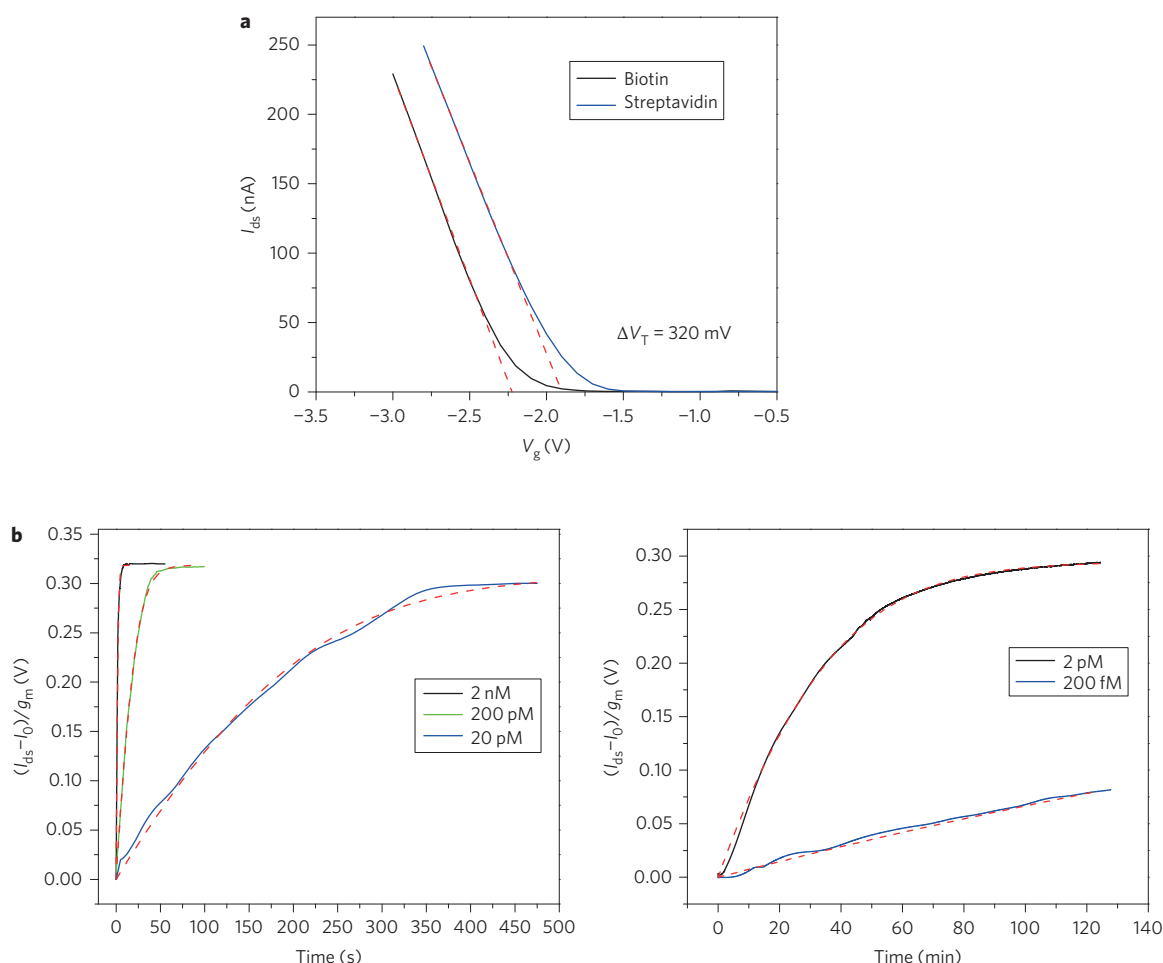 a
250
200
150
100
50
0
I_ds (nA)
Biotin
Streptavidin
ΔV_T = 320 mV
−3.5 −3.0 −2.5 −2.0 −1.5 −1.0 −0.5
V_g (V)
b
0.35
0.30
0.25
0.20
0.15
0.10
0.05
0.00
(I_ds−I_0)/g_m (V)
2 nM
200 pM
20 pM
0 50 100 150 200 250 300 350 400 450 500
Time (s)
0.30
0.25
0.20
0.15
0.10
0.05
0.00
(I_ds−I_0)/g_m (V)
2 pM
200 fM
0 20 40 60 80 100 120 140
Time (min)